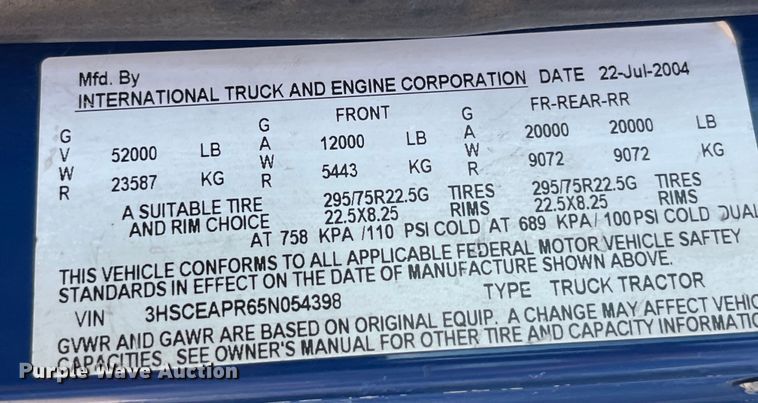 Mfd. By
INTERNATIONAL TRUCK AND ENGINE CORPORATION DATE 22-Jul-2004
FRONT FR-REAR-RR
GVWR 52000 LB GAWR 12000 LB GAWR 20000 20000 LB
23587 KG 5443 KG 9072 9072 KG
A SUITABLE TIRE 295/75R22.5G TIRES 295/75R22.5G TIRES
AND RIM CHOICE 22.5X8.25 RIMS 22.5X8.25 RIMS
AT 758 KPA /110 PSI COLD AT 689 KPA/ 100PSI COLD DUAL
THIS VEHICLE CONFORMS TO ALL APPLICABLE FEDERAL MOTOR VEHICLE SAFTEY
STANDARDS IN EFFECT ON THE DATE OF MANUFACTURE SHOWN ABOVE.
VIN 3HSCEAPR65N054398 TYPE TRUCK TRACTOR
GVWR AND GAWR ARE BASED ON ORIGINAL EQUIP. A CHANGE MAY AFFECT VEHIC
CAPACITIES, SEE OWNER'S MANUAL FOR OTHER TIRE AND CAPACITY INFORMATIO
Purple Wave Auction